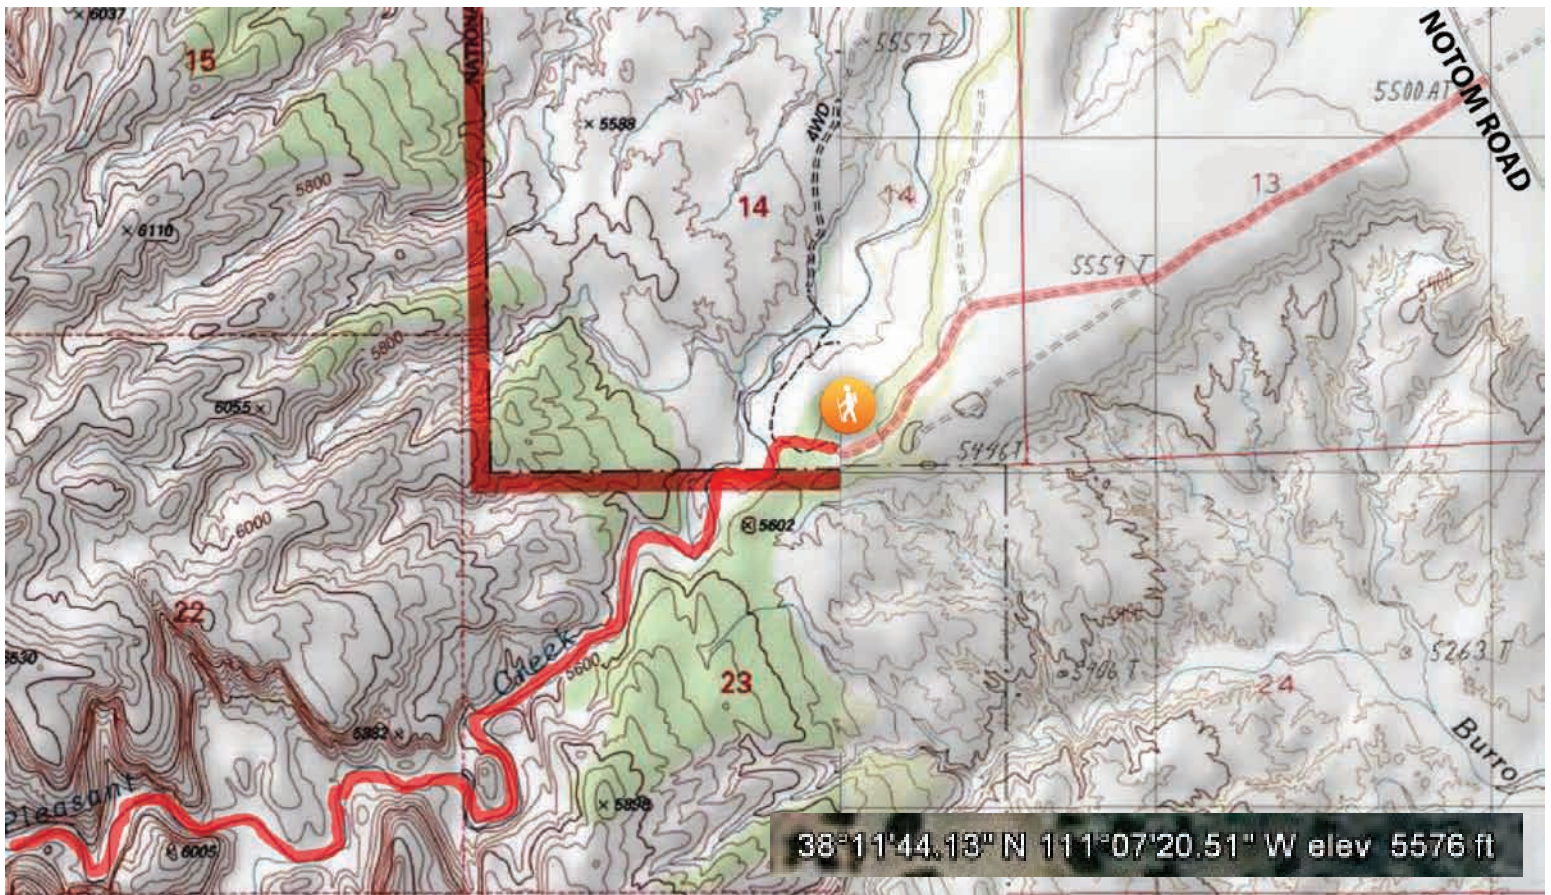 × 6037
15
NATIONA
5557 T
NOTOM ROAD
5500 AT
4WD
× 5588
5800
14
14
13
× 6110
5559 T
5400
5800
6055 ×
5496 T
6000
× 5602
22
Creek
5600
5263 T
5906 T
23
24
5382 ×
Burro
Pleasant
× 5898
6005
38°11'44.13" N 111°07'20.51" W elev 5576 ft